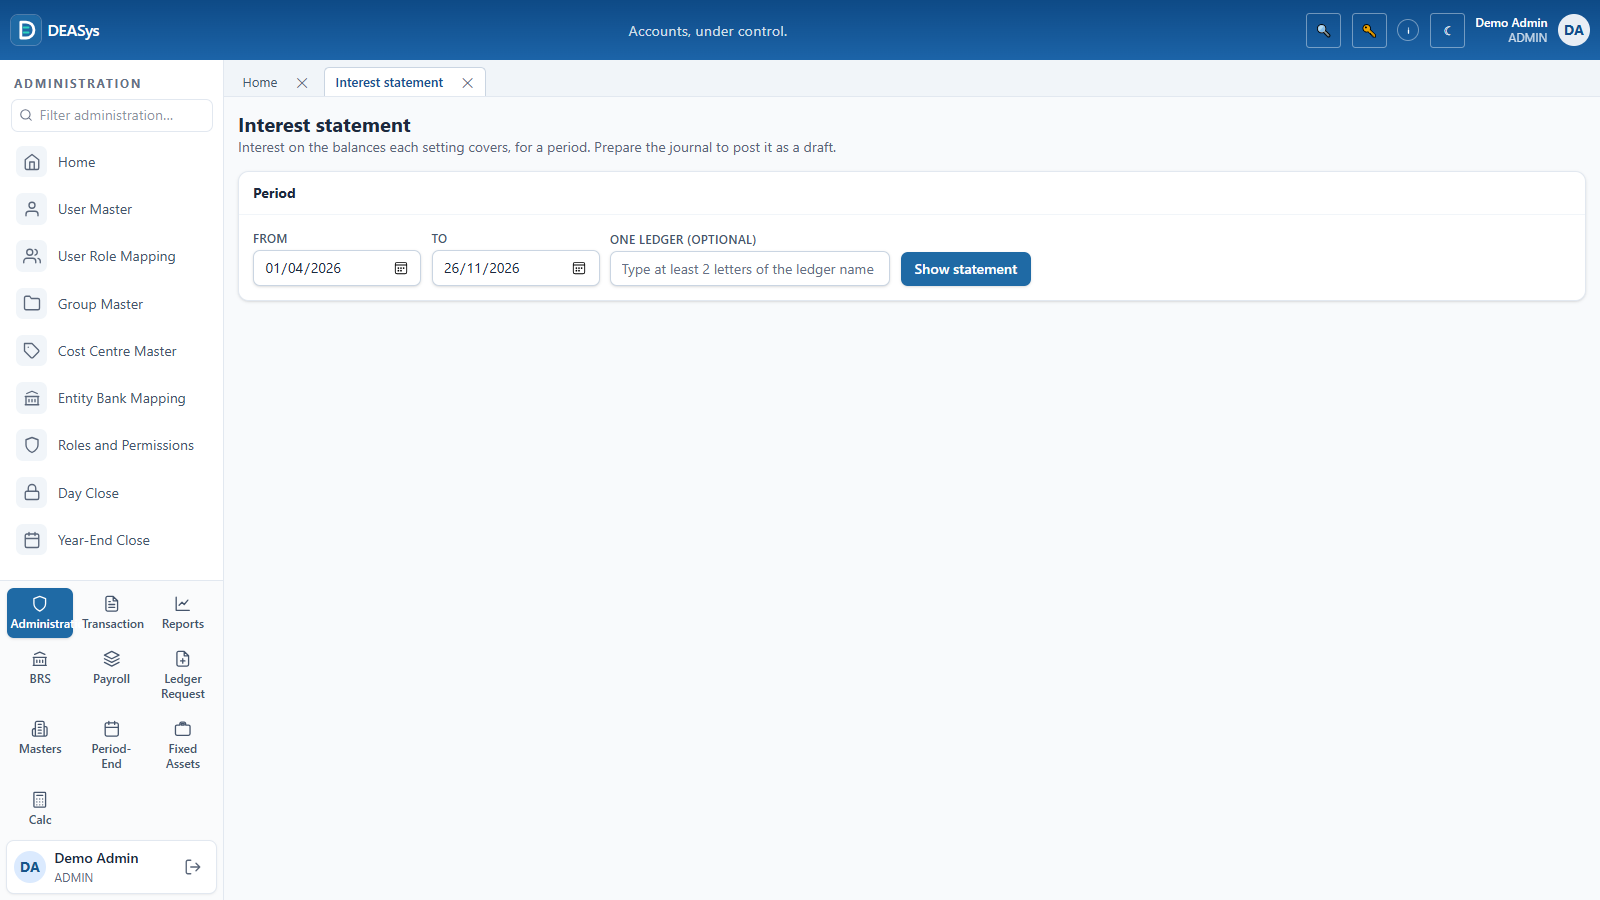 DEASys
Accounts, under control.
Demo Admin
ADMIN
DA
ADMINISTRATION
Filter administration...
Home
User Master
User Role Mapping
Group Master
Cost Centre Master
Entity Bank Mapping
Roles and Permissions
Day Close
Year-End Close
Administrat
Transaction
Reports
BRS
Payroll
Ledger
Request
Masters
Period-
End
Fixed
Assets
Calc
DA
Demo Admin
ADMIN
Home
Interest statement
Interest statement
Interest on the balances each setting covers, for a period. Prepare the journal to post it as a draft.
Period
FROM
01/04/2026
TO
26/11/2026
ONE LEDGER (OPTIONAL)
Type at least 2 letters of the ledger name
Show statement